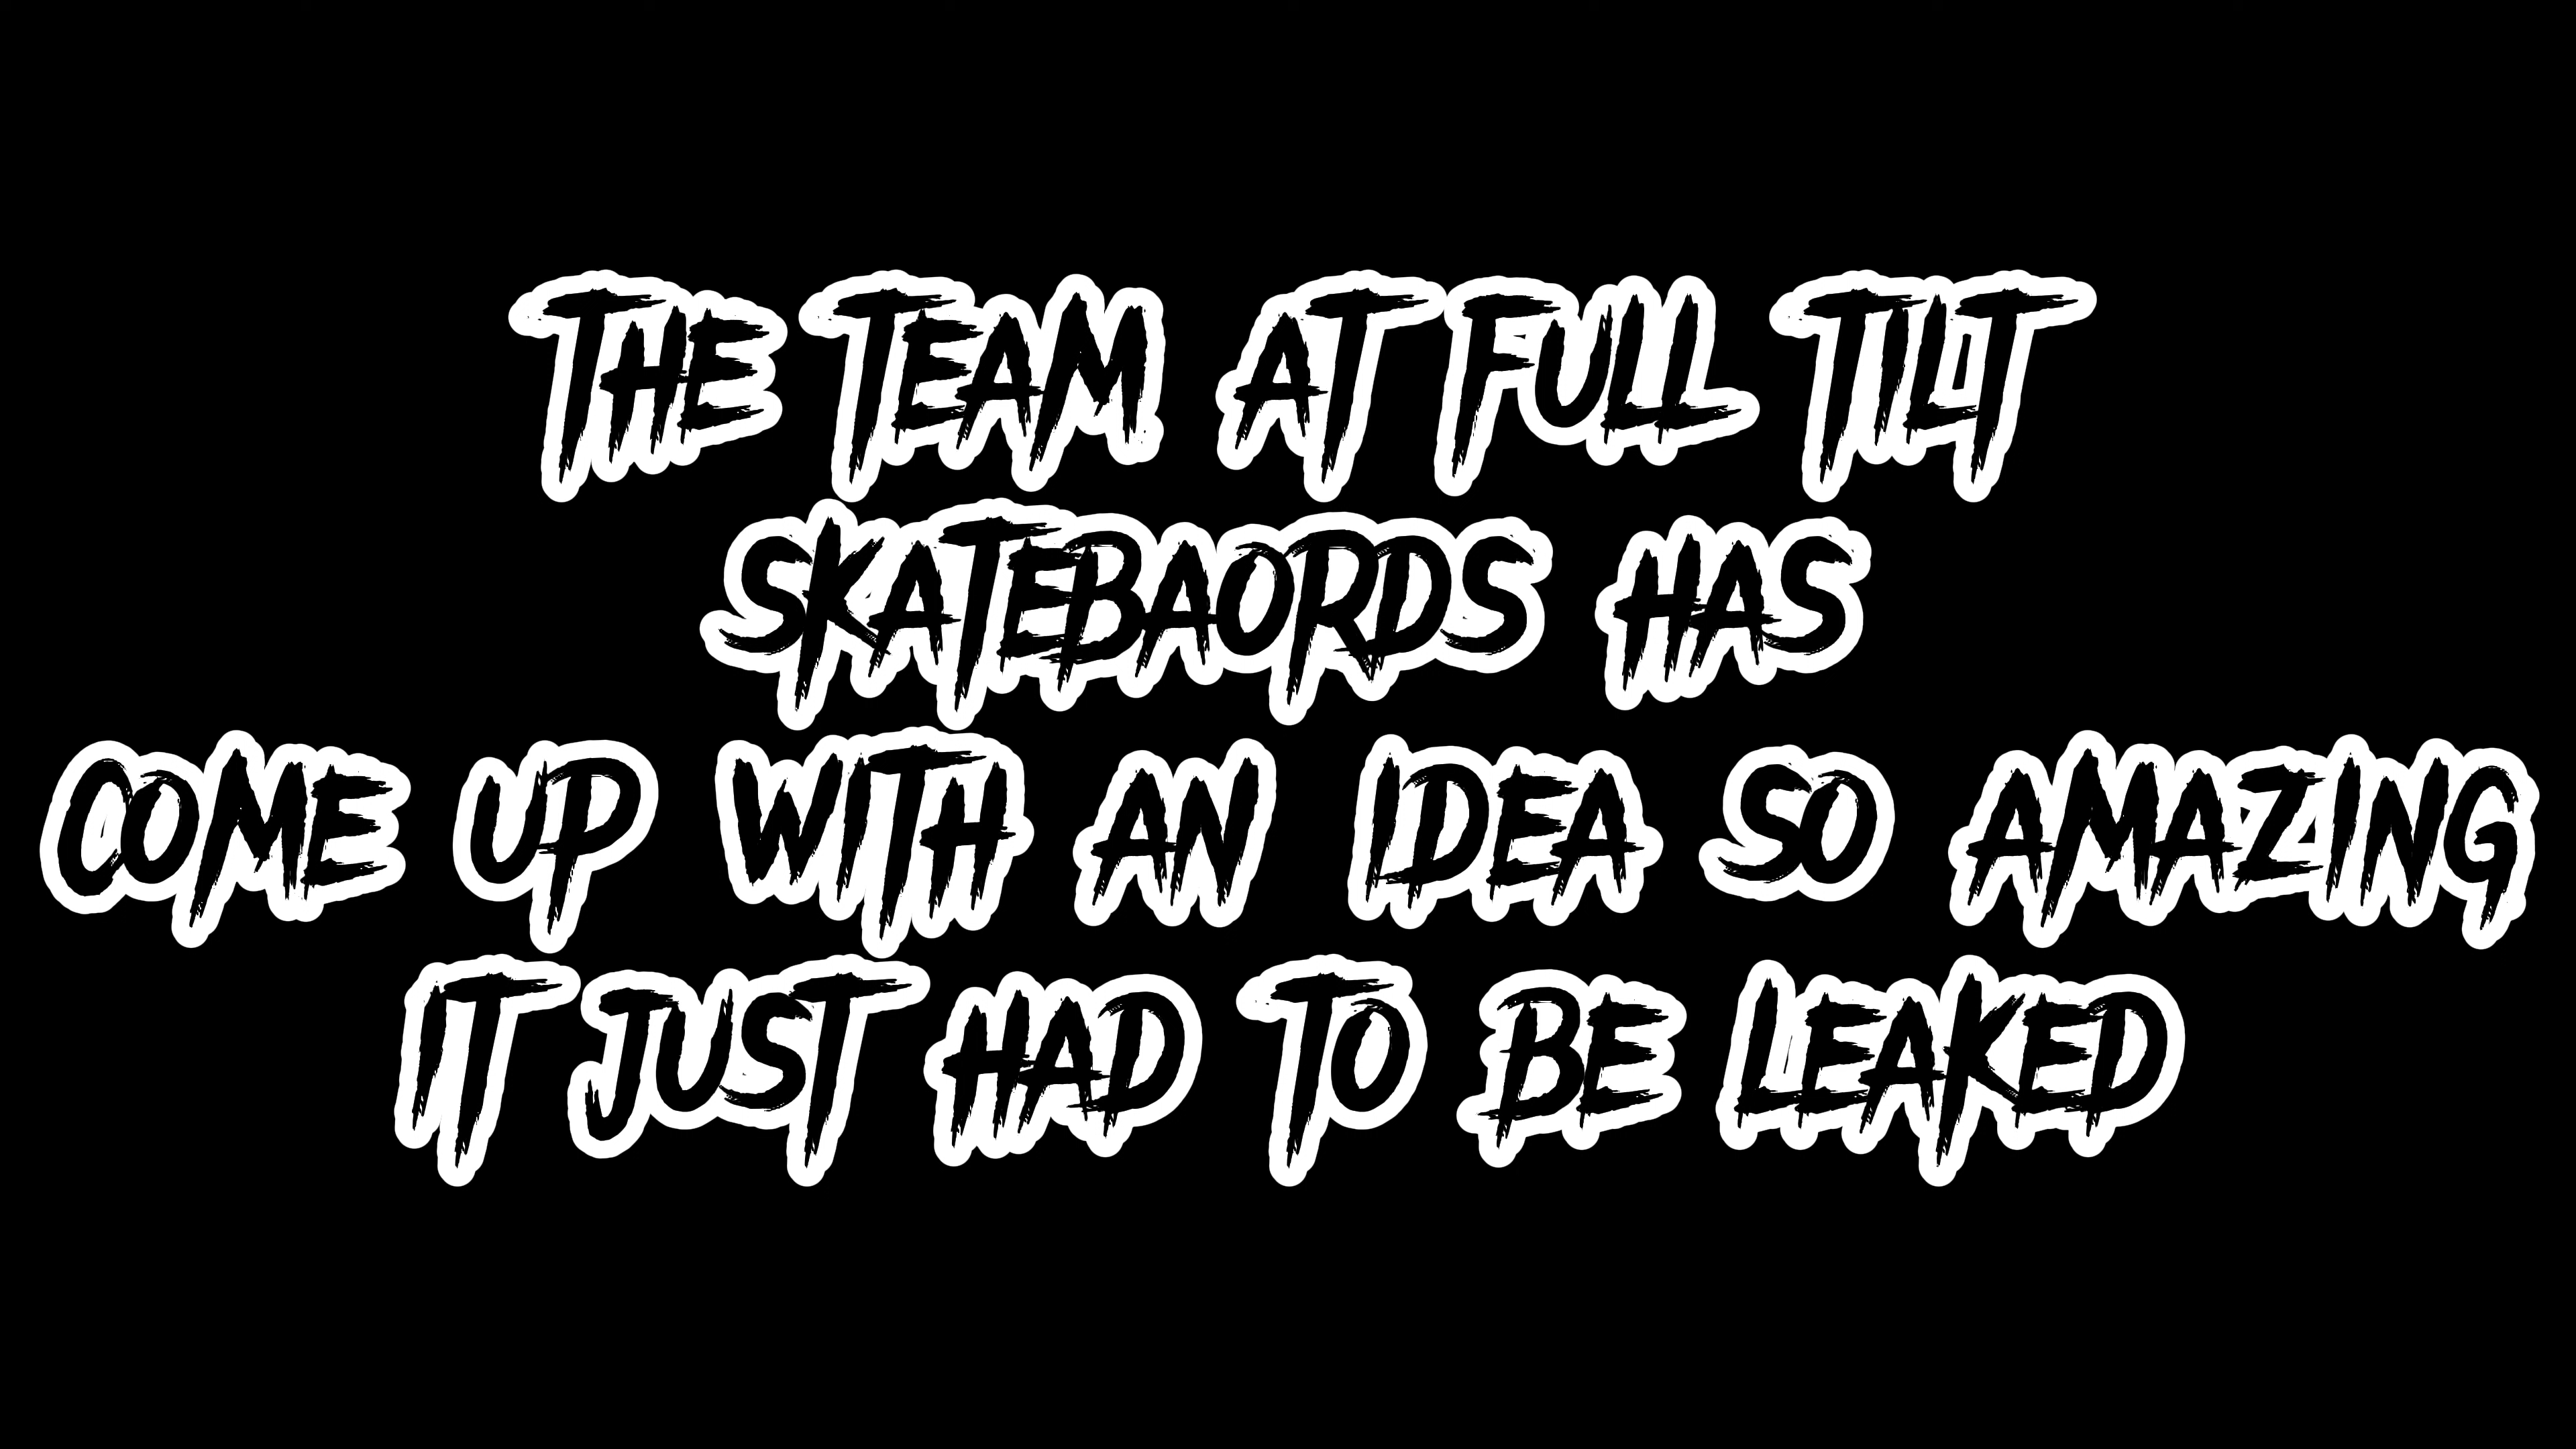 THE TEAM AT FULL TILT
SKATEBAORDS HAS
COME UP WITH AN IDEA SO AMAZING
IT JUST HAD TO BE LEAKED